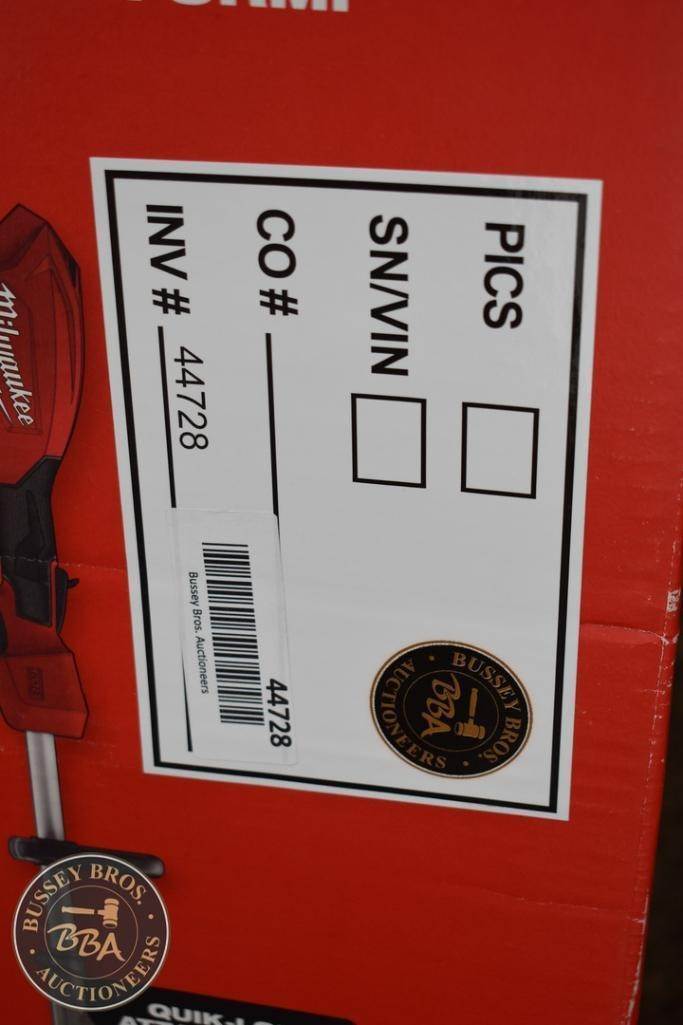 PICS
SN/VIN
CO #
INV # 44728
44728
Bussey Bros. Auctioneers
BUSSEY BROS.
BBA
AUCTIONEERS
Milwaukee
BUSSEY BROS.
BBA
AUCTIONEERS